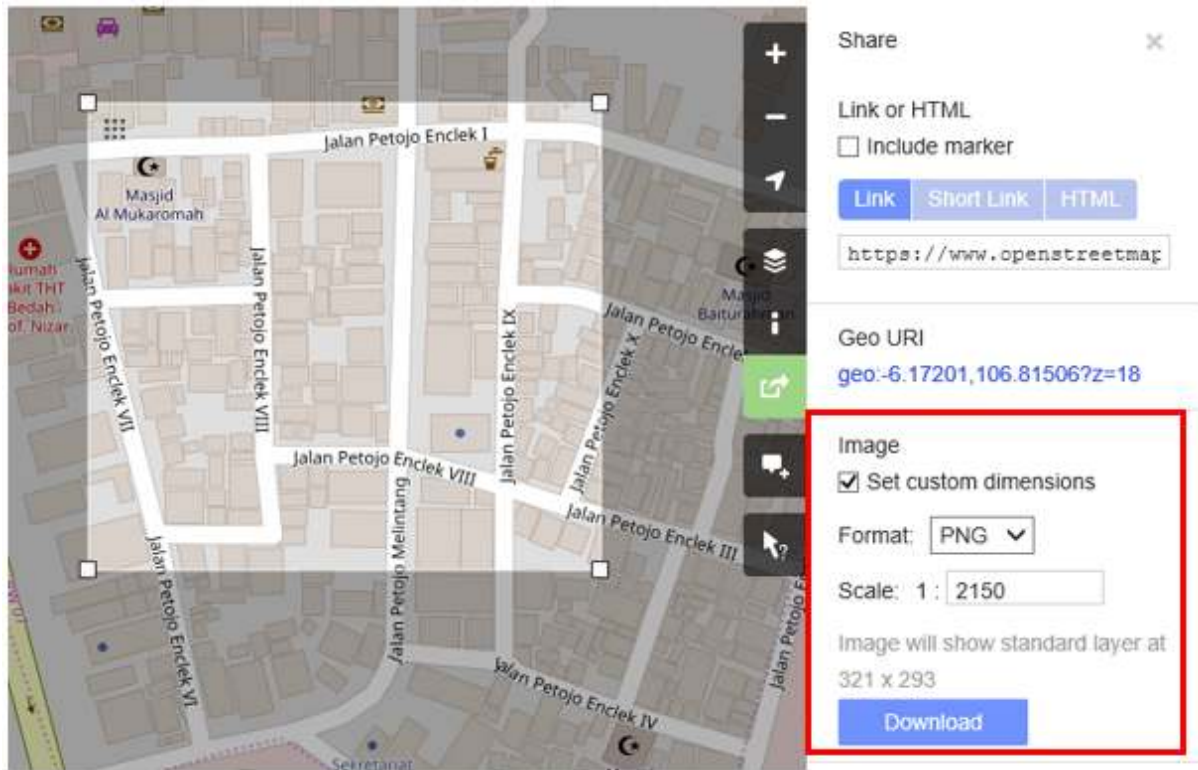 Jalan Petojo Enclek I
Masjid
Al Mukaromah
Jalan Petojo Enclek VII
Jalan Petojo Enclek VIII
Jalan Petojo Enclek IX
Jalan Petojo Enclek X
Jalan Petojo Enclek VIII
Jalan Petojo Enclek III
Jalan Petojo Melintang
Jalan Petojo Enclek VI
Jalan Petojo Enclek IV
Jalan Petojo
Bedah
Masjid
Sekretariat
+
−
Share
×
Link or HTML
Include marker
Link Short Link HTML
https://www.openstreetmap
Geo URI
geo:-6.17201,106.81506?z=18
Image
Set custom dimensions
Format: PNG
Scale: 1 : 2150
Image will show standard layer at
321 x 293
Download